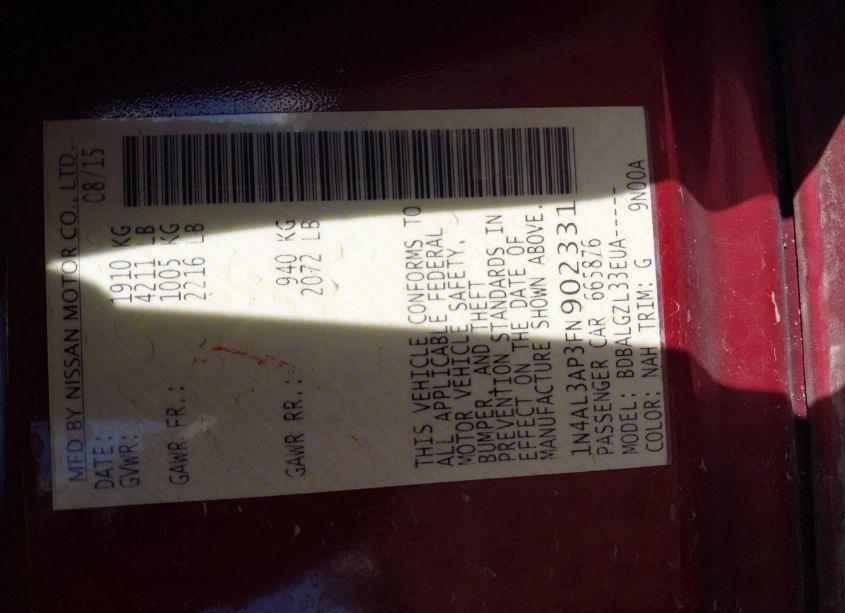 MFD BY NISSAN MOTOR CO., LTD.
DATE: 08/15
GVWR: 1910 KG
4211 LB
GAWR FR.: 1005 KG
2216 LB
GAWR RR.: 940 KG
2072 LB
THIS VEHICLE CONFORMS TO
ALL APPLICABLE FEDERAL
MOTOR VEHICLE SAFETY,
BUMPER, AND THEFT
PREVENTION STANDARDS IN
EFFECT ON THE DATE OF
MANUFACTURE SHOWN ABOVE.
1N4AL3AP3FN902331
PASSENGER CAR 665876
MODEL: BDBALGZL33EUA-----
COLOR: NAH TRIM: G 9N00A